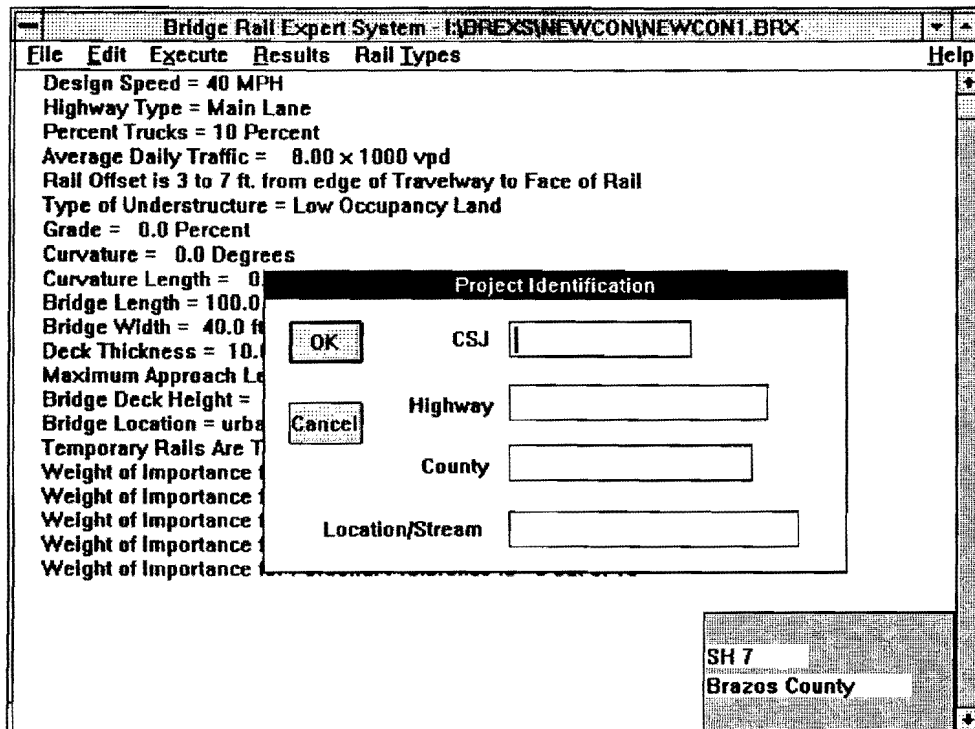 Bridge Rail Expert System - I:\BREXS\NEWCON\NEWCON1.BRX
File Edit Execute Results Rail Types Help
Design Speed = 40 MPH
Highway Type = Main Lane
Percent Trucks = 10 Percent
Average Daily Traffic = 8.00 x 1000 vpd
Rail Offset is 3 to 7 ft. from edge of Travelway to Face of Rail
Type of Understructure = Low Occupancy Land
Grade = 0.0 Percent
Curvature = 0.0 Degrees
Curvature Length = 0.
Bridge Length = 100.0
Bridge Width = 40.0 ft
Deck Thickness = 10.
Maximum Approach Le
Bridge Deck Height =
Bridge Location = urba
Temporary Rails Are T
Weight of Importance f
Weight of Importance f
Weight of Importance f
Weight of Importance f
Weight of Importance
Project Identification
OK
CSJ
Highway
Cancel
County
Location/Stream
SH 7
Brazos County